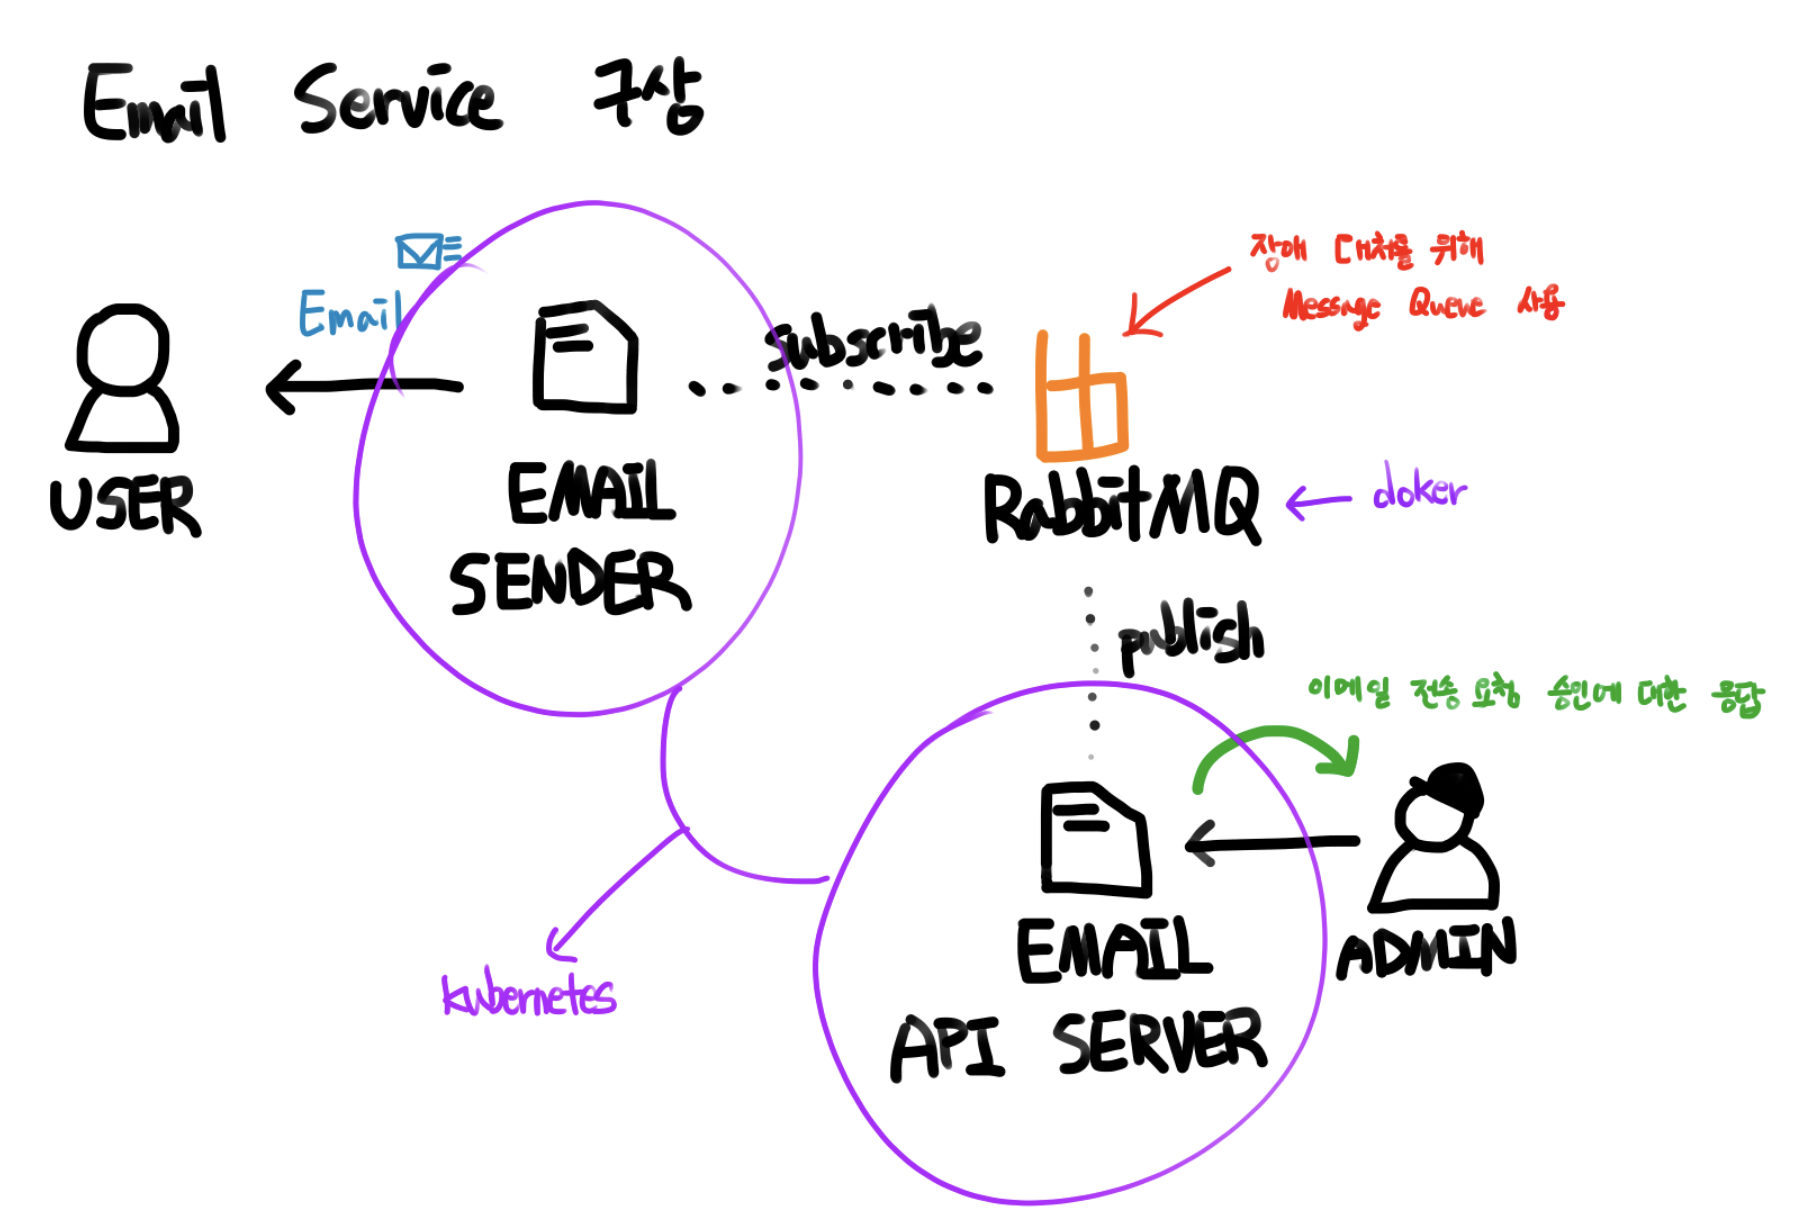 Email Service 구상
Email
USER
EMAIL
SENDER
subscribe
장애 대처를 위해
Message Queue 사용
RabbitMQ
doker
publish
이메일 전송 요청 승인에 대한 응답
kubernetes
EMAIL
API SERVER
ADMIN